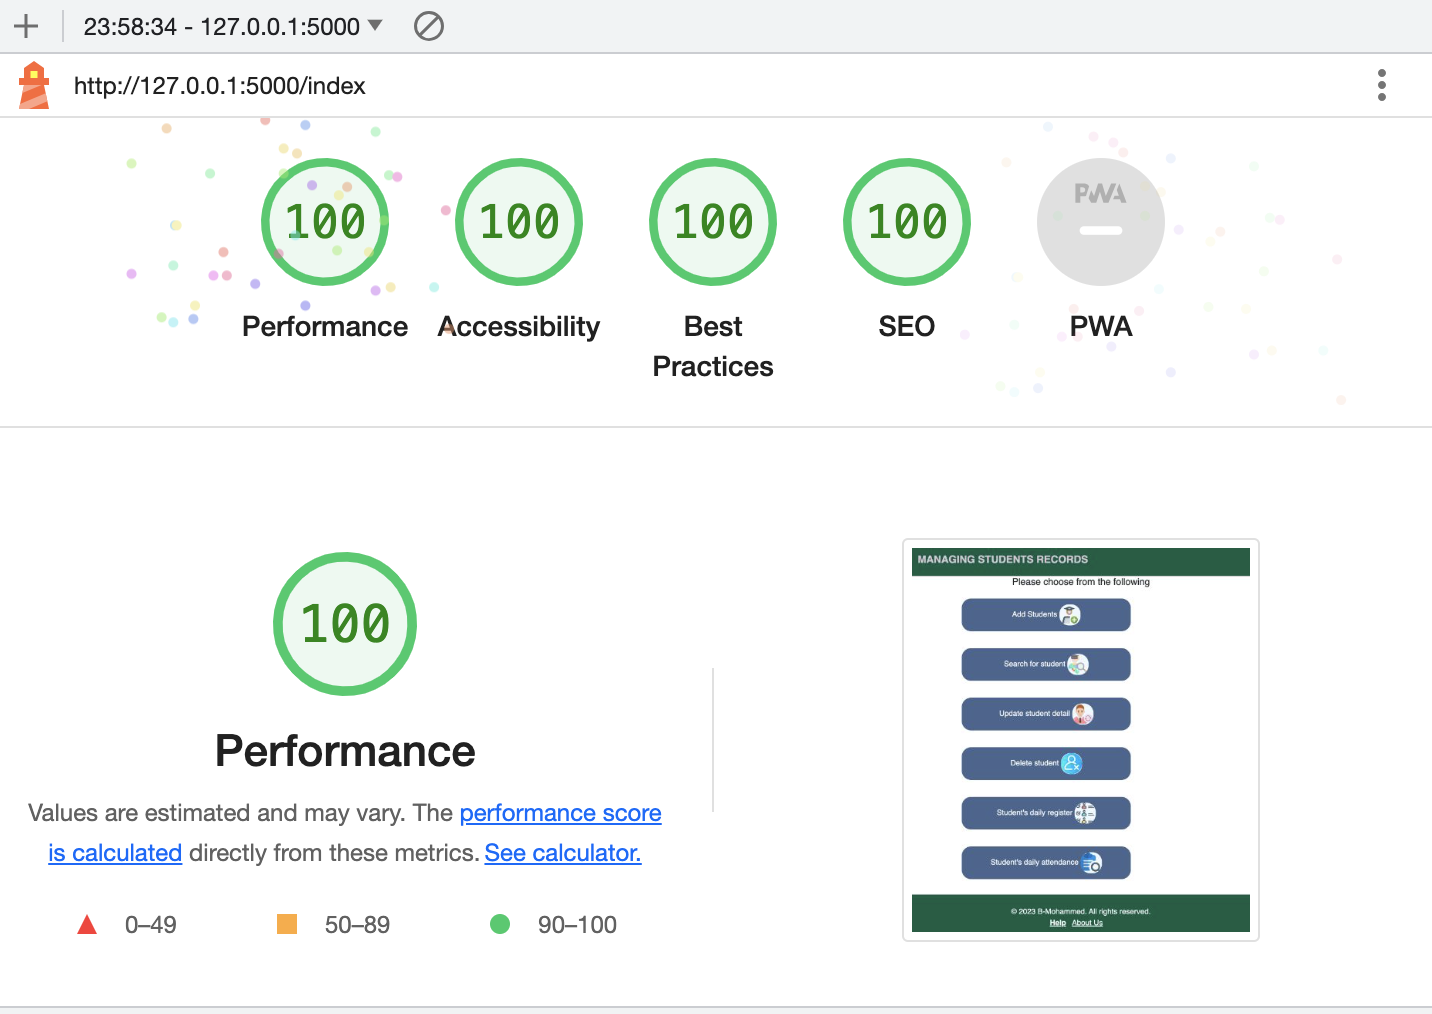 23:58:34 - 127.0.0.1:5000
http://127.0.0.1:5000/index
100
100
100
100
PWA
Performance
Accessibility
Best
Practices
SEO
PWA
100
Performance
Values are estimated and may vary. The performance score
is calculated directly from these metrics. See calculator.
0–49
50–89
90–100
MANAGING STUDENTS RECORDS
Please choose from the following
Add Students
Search for student
Update student detail
Delete student
Student's daily register
Student's daily attendance
© 2023 B-Mohammed. All rights reserved.
Help About Us